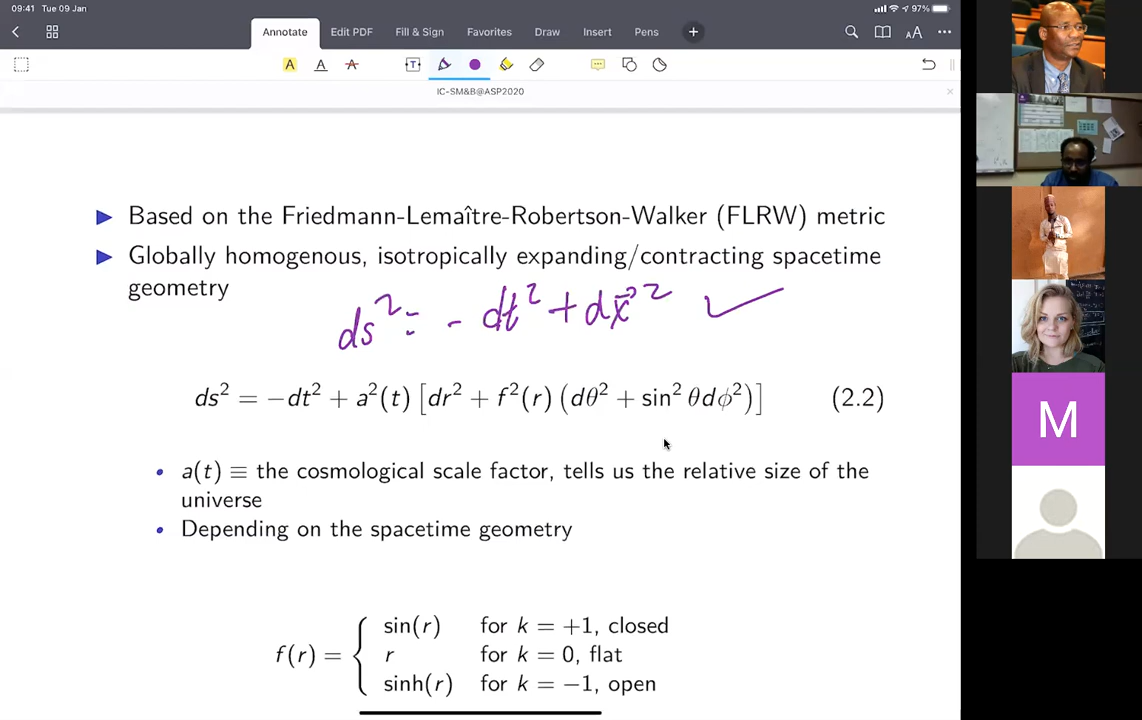 09:41 Tue 09 Jan
97%
Annotate Edit PDF Fill & Sign Favorites Draw Insert Pens
IC-SM&B@ASP2020
Based on the Friedmann-Lemaître-Robertson-Walker (FLRW) metric
Globally homogenous, isotropically expanding/contracting spacetime
geometry
ds² = - dt² + dx⃗²
ds² = −dt² + a²(t) [dr² + f²(r) (dθ² + sin² θdϕ²)] (2.2)
a(t) ≡ the cosmological scale factor, tells us the relative size of the
universe
Depending on the spacetime geometry
sin(r) for k = +1, closed
f(r) = { r for k = 0, flat
sinh(r) for k = −1, open
M